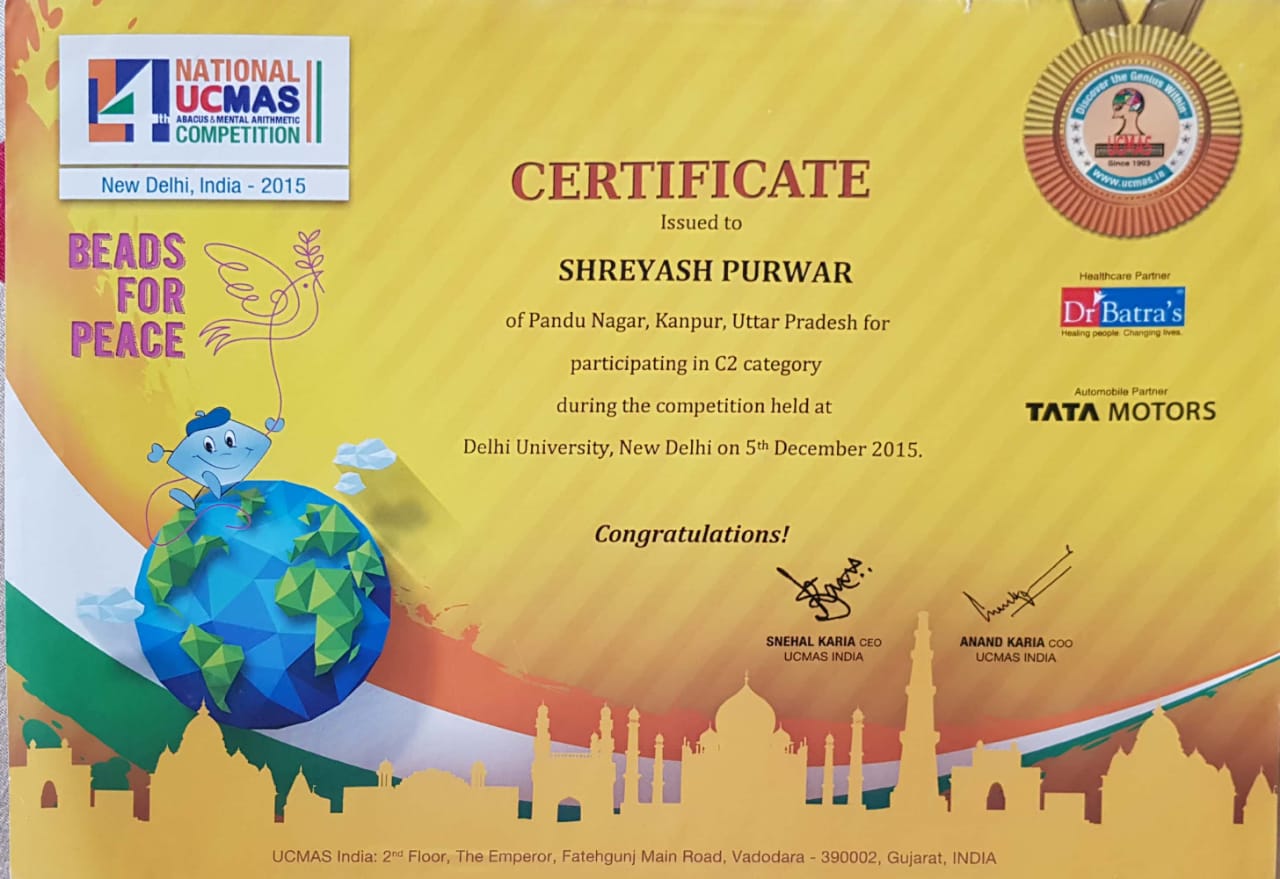 14th
NATIONAL
UCMAS
ABACUS & MENTAL ARITHMETIC
COMPETITION
New Delhi, India - 2015
BEADS
FOR
PEACE
CERTIFICATE
Issued to
SHREYASH PURWAR
of Pandu Nagar, Kanpur, Uttar Pradesh for
participating in C2 category
during the competition held at
Delhi University, New Delhi on 5th December 2015.
Congratulations!
Discover the Genius Within
UCMAS
Since 1993
www.ucmas.in
Healthcare Partner
Dr Batra's
Healing people. Changing lives.
Automobile Partner
TATA MOTORS
SNEHAL KARIA CEO
UCMAS INDIA
ANAND KARIA COO
UCMAS INDIA
UCMAS India: 2nd Floor, The Emperor, Fatehgunj Main Road, Vadodara - 390002, Gujarat, INDIA